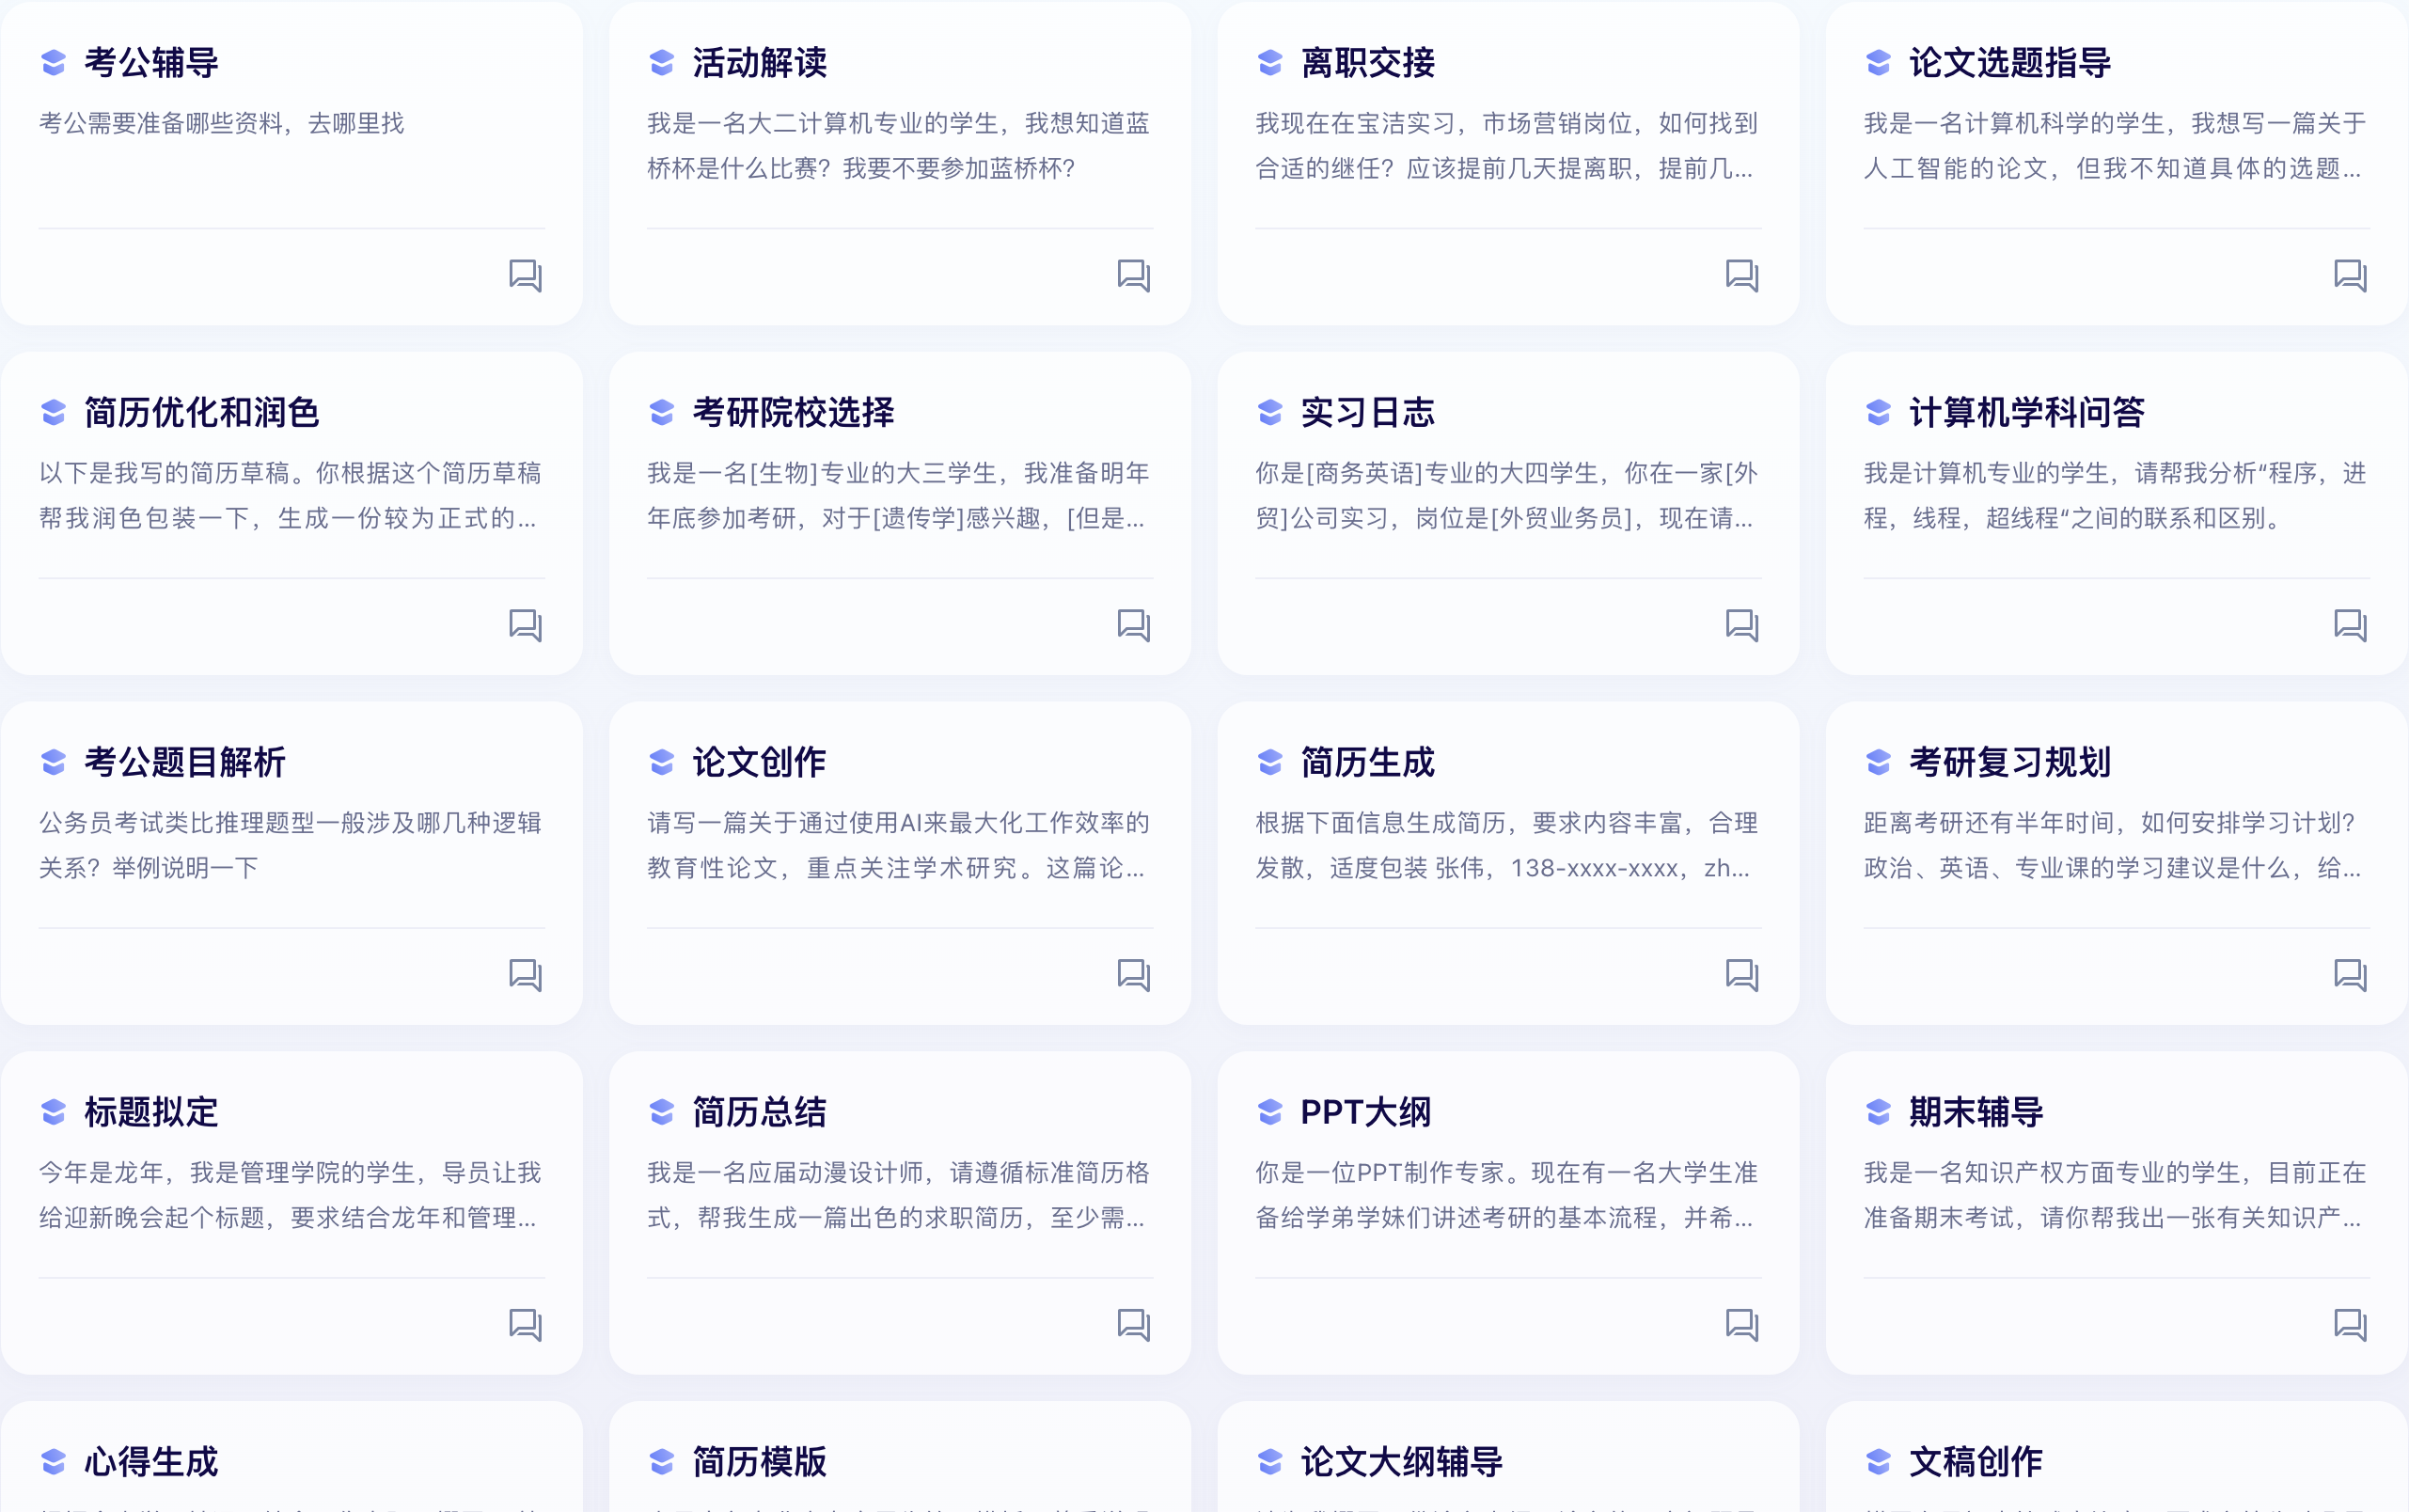 考公辅导
考公需要准备哪些资料，去哪里找
活动解读
我是一名大二计算机专业的学生，我想知道蓝
桥杯是什么比赛？我要不要参加蓝桥杯？
离职交接
我现在在宝洁实习，市场营销岗位，如何找到
合适的继任？应该提前几天提离职，提前几...
论文选题指导
我是一名计算机科学的学生，我想写一篇关于
人工智能的论文，但我不知道具体的选题...
简历优化和润色
以下是我写的简历草稿。你根据这个简历草稿
帮我润色包装一下，生成一份较为正式的...
考研院校选择
我是一名[生物]专业的大三学生，我准备明年
年底参加考研，对于[遗传学]感兴趣，[但是...
实习日志
你是[商务英语]专业的大四学生，你在一家[外
贸]公司实习，岗位是[外贸业务员]，现在请...
计算机学科问答
我是计算机专业的学生，请帮我分析“程序，进
程，线程，超线程“之间的联系和区别。
考公题目解析
公务员考试类比推理题型一般涉及哪几种逻辑
关系？举例说明一下
论文创作
请写一篇关于通过使用AI来最大化工作效率的
教育性论文，重点关注学术研究。这篇论...
简历生成
根据下面信息生成简历，要求内容丰富，合理
发散，适度包装 张伟，138-xxxx-xxxx，zh...
考研复习规划
距离考研还有半年时间，如何安排学习计划？
政治、英语、专业课的学习建议是什么，给...
标题拟定
今年是龙年，我是管理学院的学生，导员让我
给迎新晚会起个标题，要求结合龙年和管理...
简历总结
我是一名应届动漫设计师，请遵循标准简历格
式，帮我生成一篇出色的求职简历，至少需...
PPT大纲
你是一位PPT制作专家。现在有一名大学生准
备给学弟学妹们讲述考研的基本流程，并希...
期末辅导
我是一名知识产权方面专业的学生，目前正在
准备期末考试，请你帮我出一张有关知识产...
心得生成
简历模版
论文大纲辅导
文稿创作